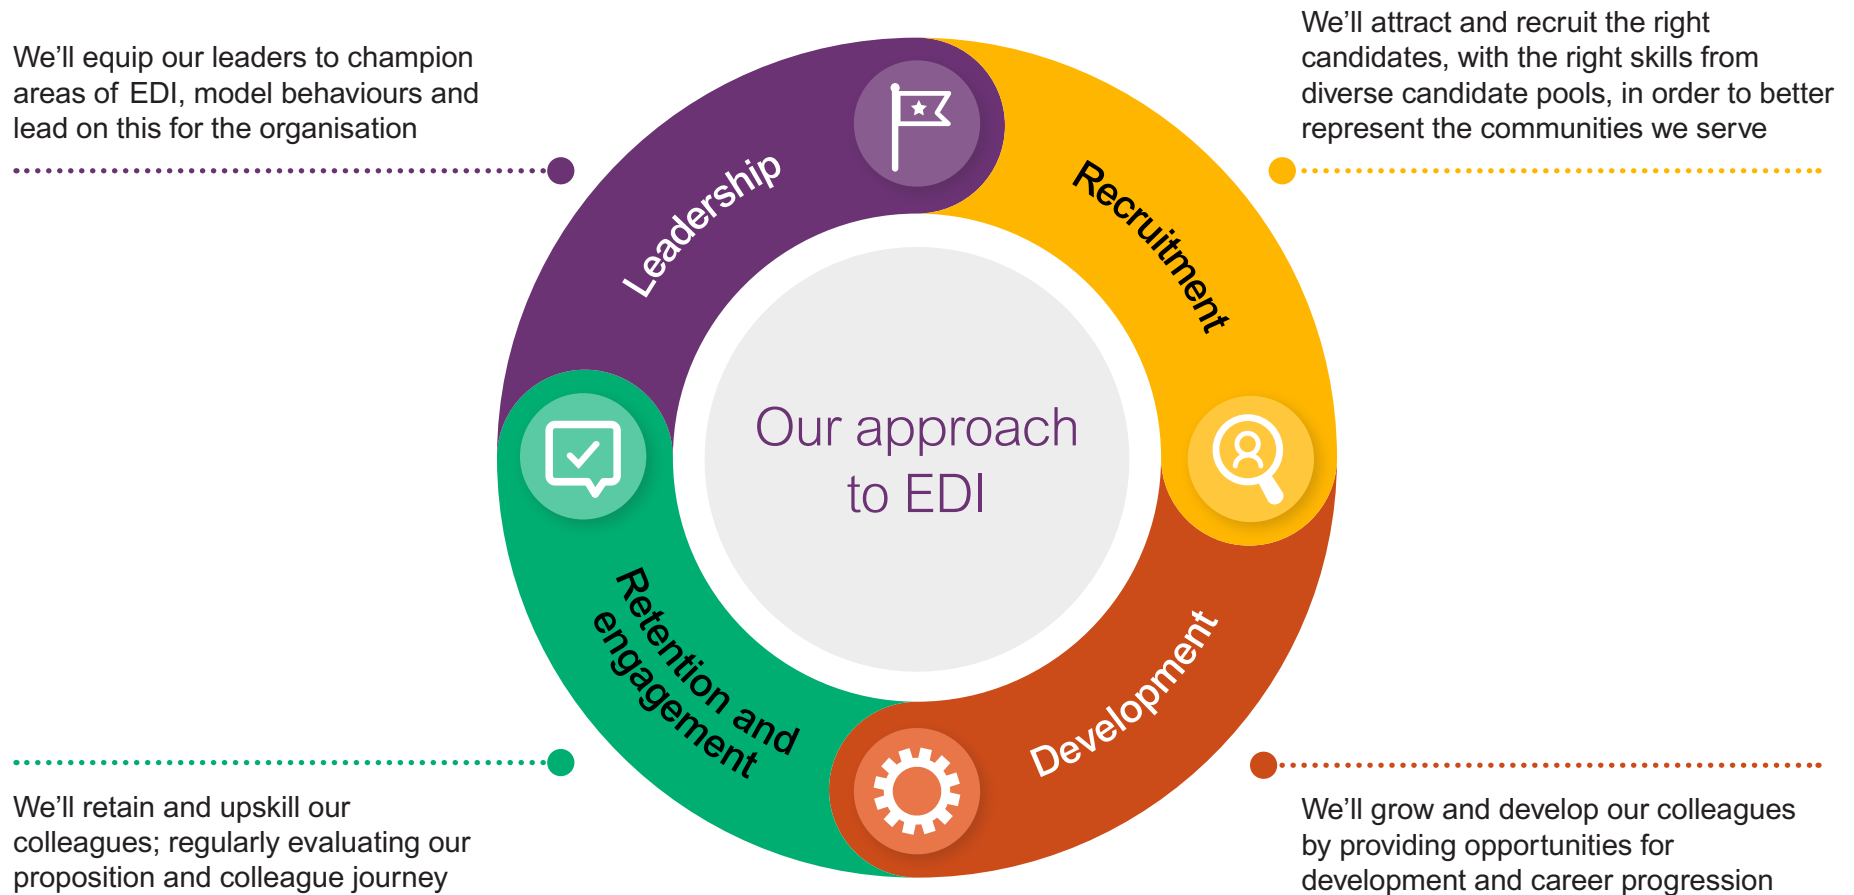 We’ll equip our leaders to champion
areas of EDI, model behaviours and
lead on this for the organisation
We’ll attract and recruit the right
candidates, with the right skills from
diverse candidate pools, in order to better
represent the communities we serve
Leadership
Recruitment
Our approach
to EDI
Retention and
engagement
Development
We’ll retain and upskill our
colleagues; regularly evaluating our
proposition and colleague journey
We’ll grow and develop our colleagues
by providing opportunities for
development and career progression